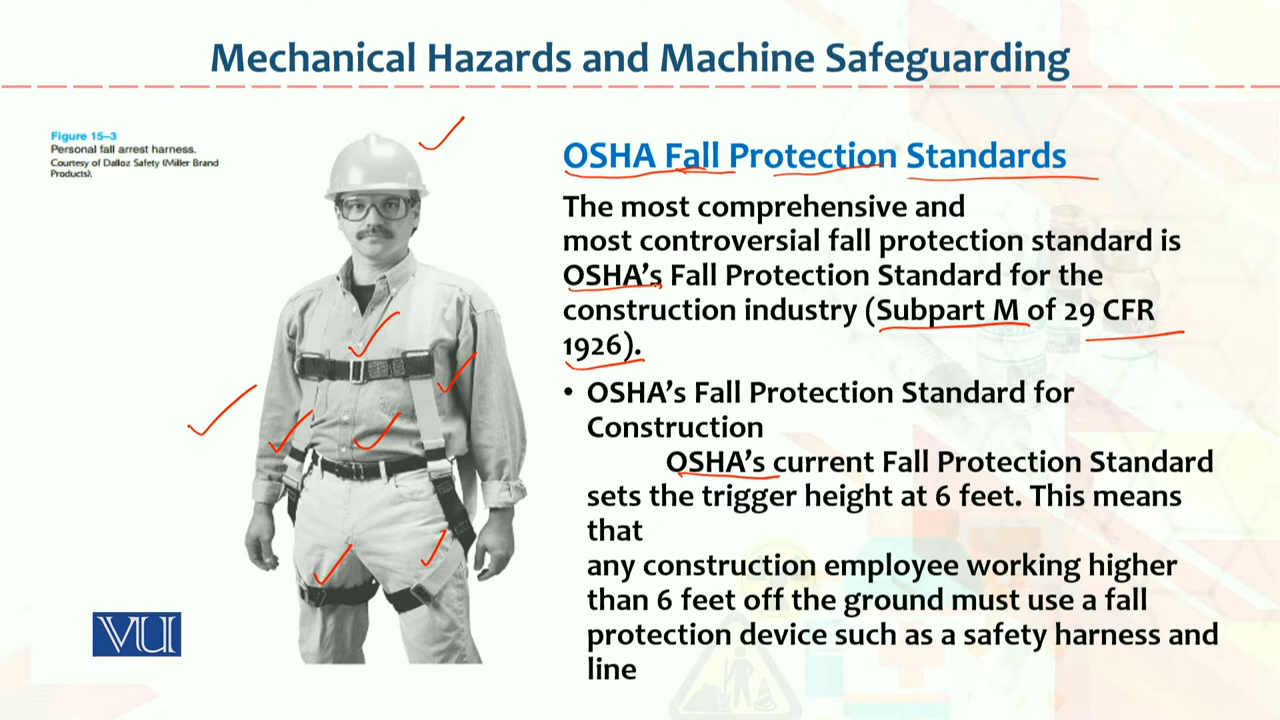 Mechanical Hazards and Machine Safeguarding
Figure 15–3
Personal fall arrest harness.
Courtesy of Dalloz Safety (Miller Brand
Products).
OSHA Fall Protection Standards
The most comprehensive and
most controversial fall protection standard is
OSHA’s Fall Protection Standard for the
construction industry (Subpart M of 29 CFR
1926).
• OSHA’s Fall Protection Standard for
Construction
OSHA’s current Fall Protection Standard
sets the trigger height at 6 feet. This means
that
any construction employee working higher
than 6 feet off the ground must use a fall
protection device such as a safety harness and
line
VU